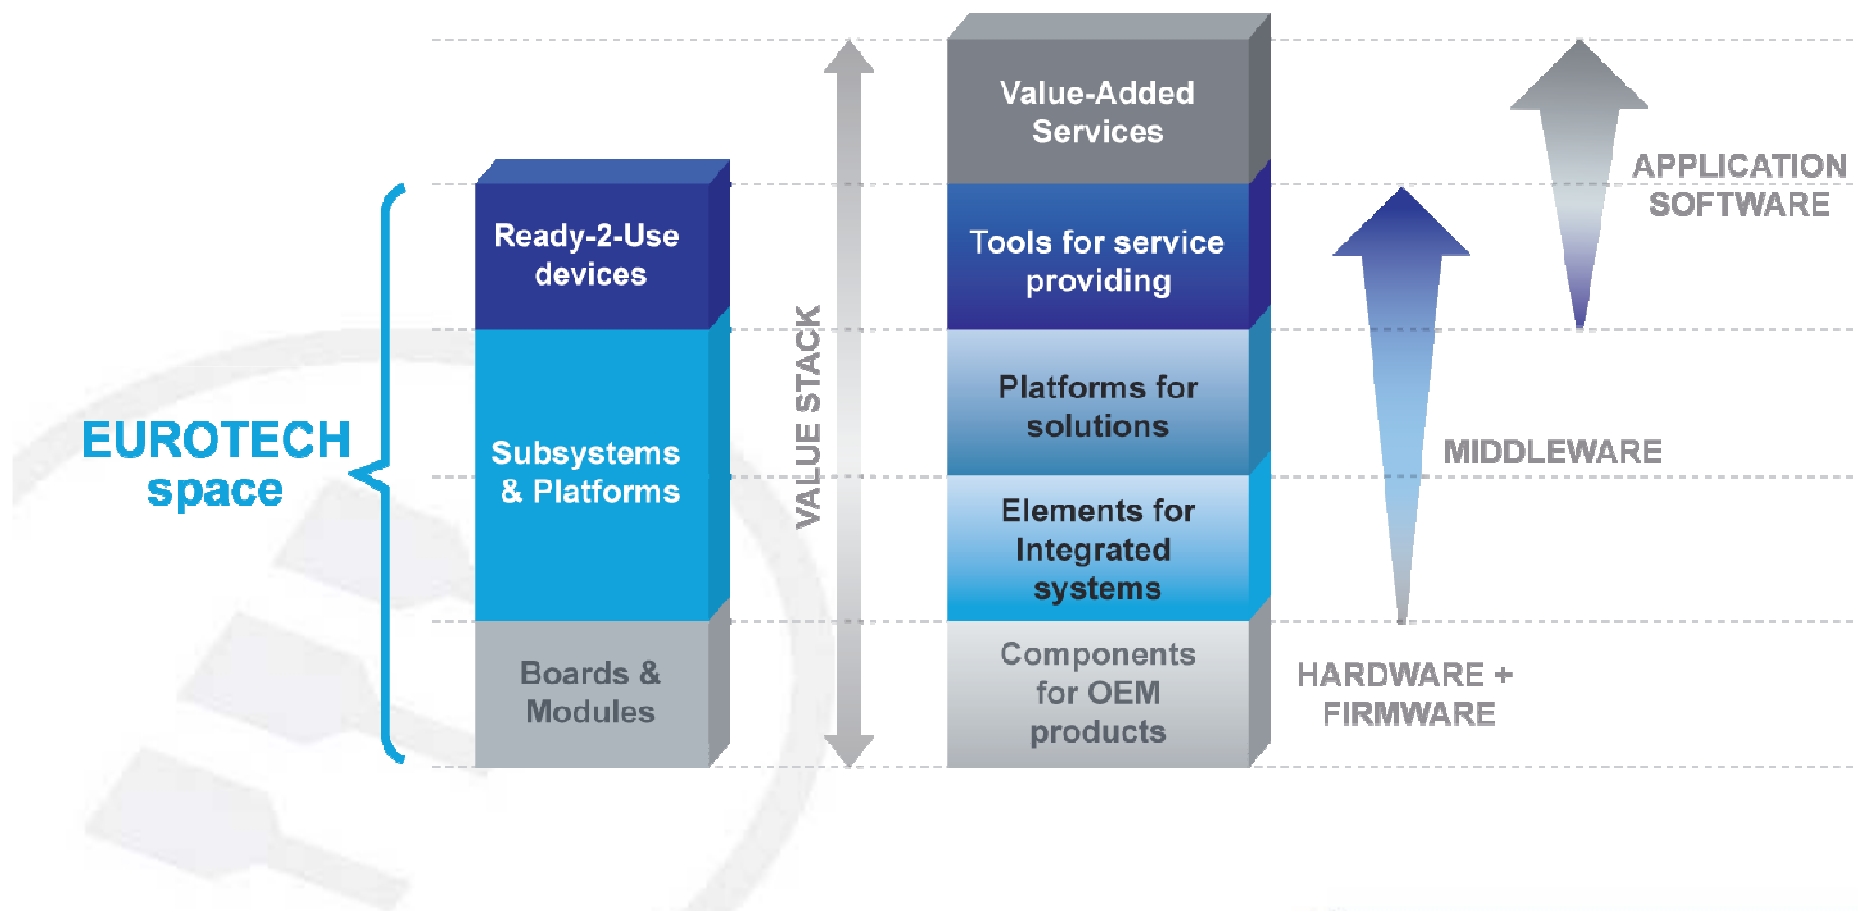 EUROTECH
space
Ready-2-Use
devices
Subsystems
& Platforms
Boards &
Modules
VALUE STACK
Value-Added
Services
Tools for service
providing
Platforms for
solutions
Elements for
Integrated
systems
Components
for OEM
products
APPLICATION
SOFTWARE
MIDDLEWARE
HARDWARE +
FIRMWARE